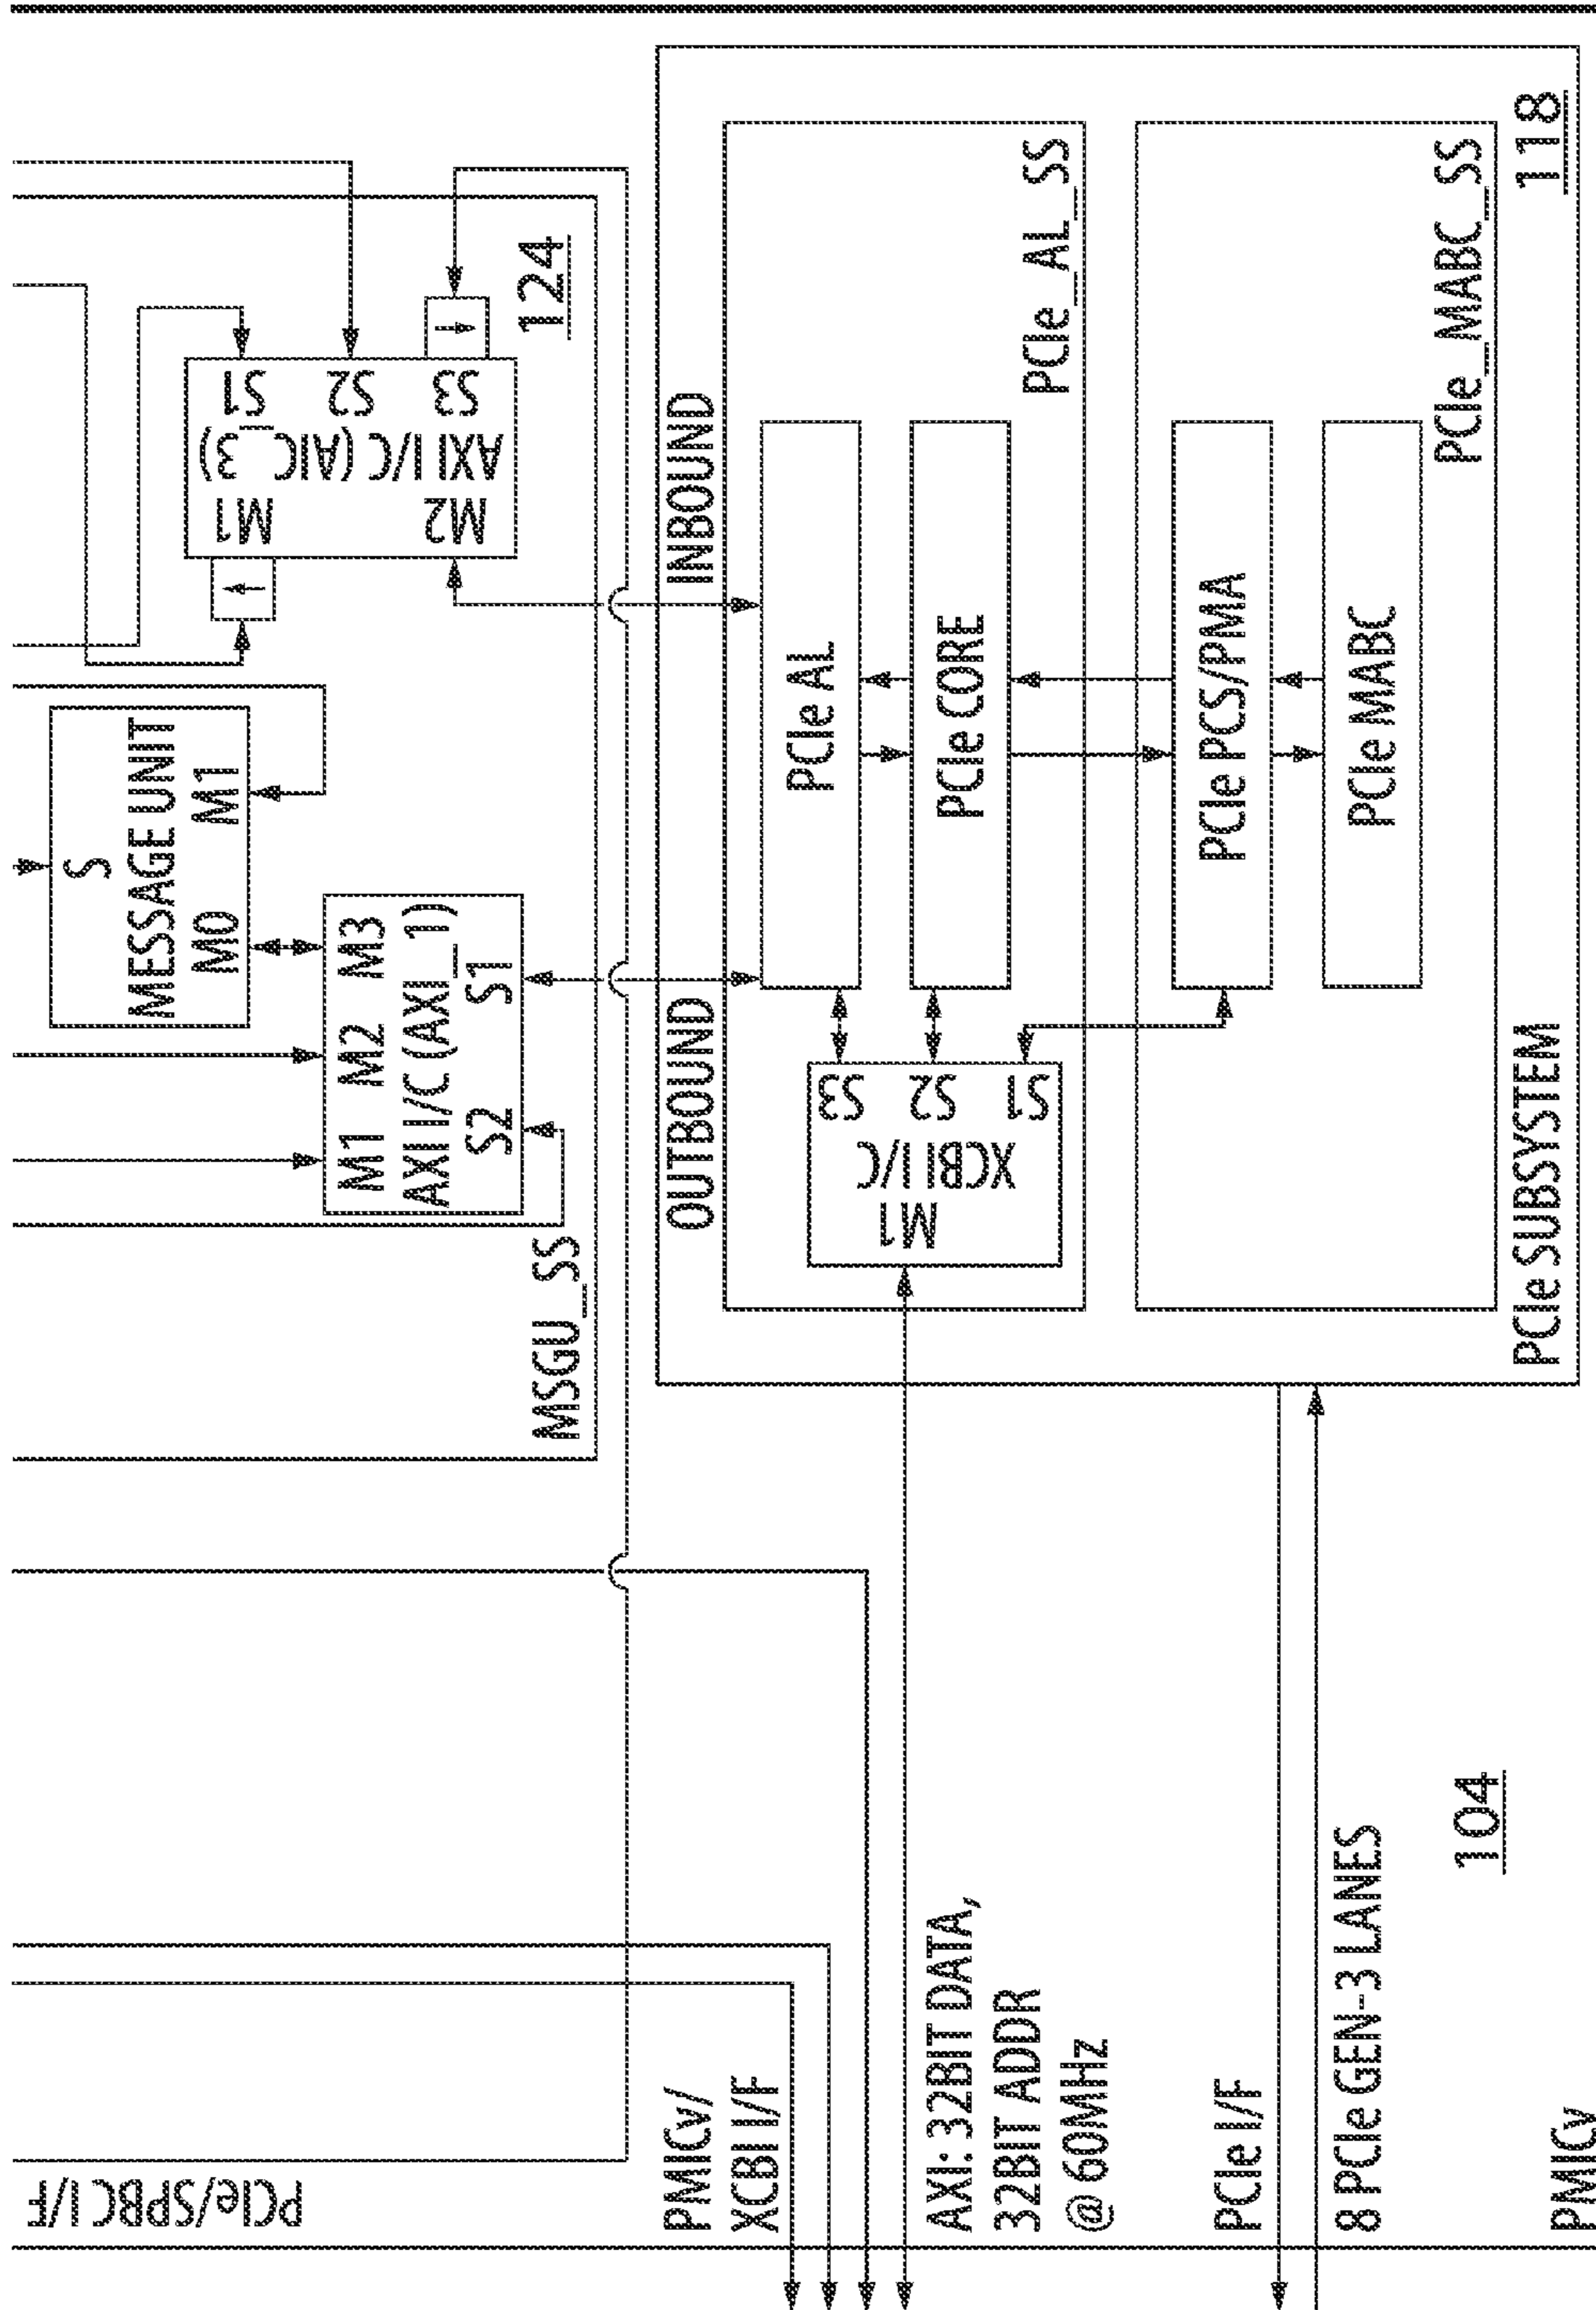 PCIe/SPBC I/F
MSGU_SS
S
MESSAGE UNIT
M0 M1
M1 M2 M3
AXI I/C (AXI_1)
S2 S1
M1
M2
AXI I/C (AIC_3)
S1
S2
S3
124
PMICv/
XCBI I/F
OUTBOUND
INBOUND
M1
XCBI I/C
S3
S2
S1
PCIe AL
PCIe CORE
PCIe_AL_SS
AXI: 32BIT DATA,
32BIT ADDR
@ 60MHz
PCIe I/F
8 PCIe GEN-3 LANES
PCIe PCS/PMA
PCIe MABC
PCIe_MABC_SS
PCIe SUBSYSTEM
118
104
PMICv